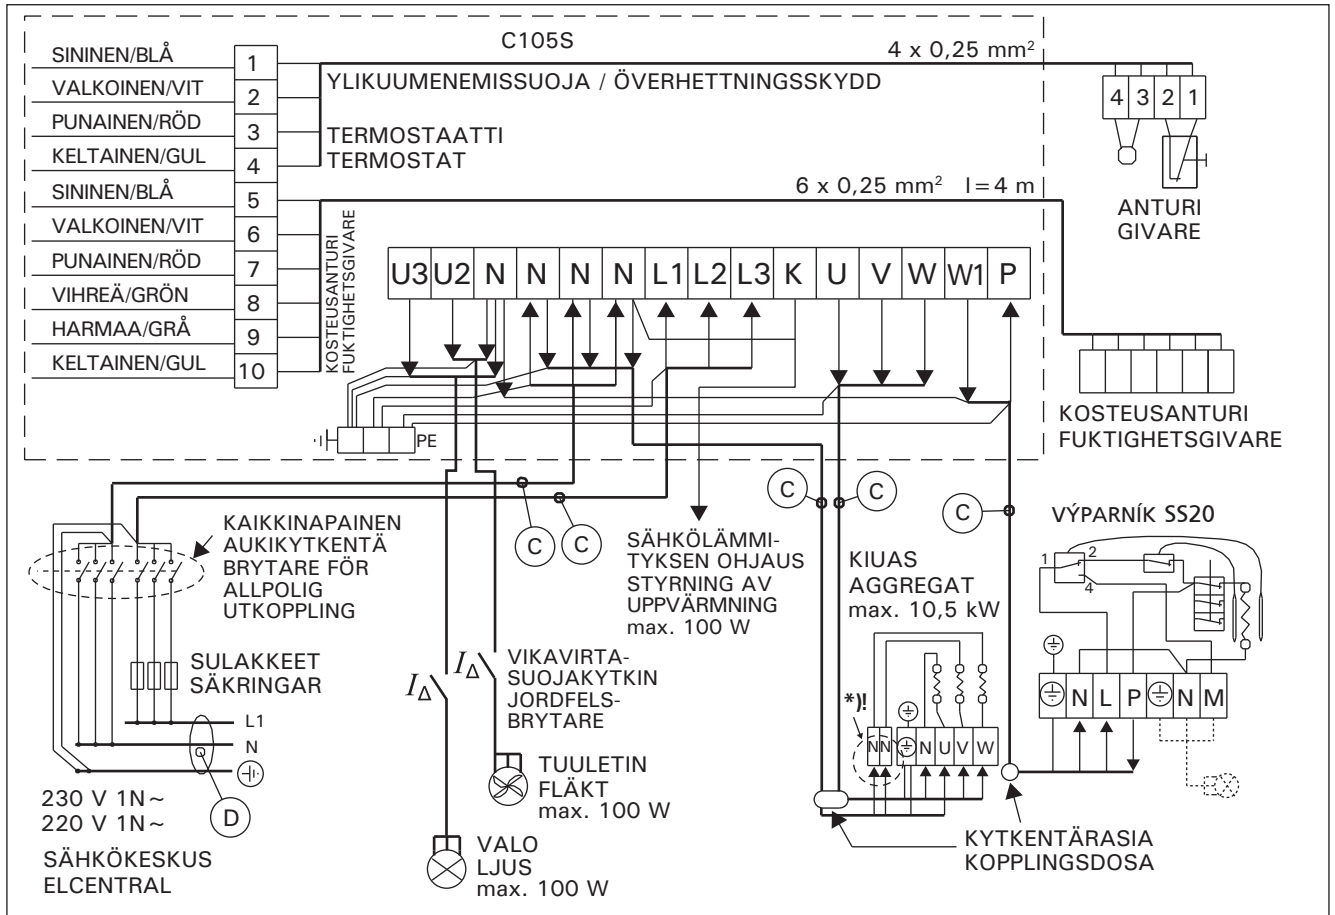 C105S
4 x 0,25 mm²
SININEN/BLÅ 1
VALKOINEN/VIT 2
PUNAINEN/RÖD 3
KELTAINEN/GUL 4
SININEN/BLÅ 5
VALKOINEN/VIT 6
PUNAINEN/RÖD 7
VIHREÄ/GRÖN 8
HARMAA/GRÅ 9
KELTAINEN/GUL 10
YLIKUUMENEMISSUOJA / ÖVERHETTNINGSSKYDD
TERMOSTAATTI
TERMOSTAT
4 3 2 1
ANTURI
GIVARE
6 x 0,25 mm² l=4 m
KOSTEUSANTURI
FUKTIGHETSGIVARE
U3 U2 N N N N L1 L2 L3 K U V W W1 P
KOSTEUSANTURI
FUKTIGHETSGIVARE
PE
C
C
C
C
C
KAIKKINAPAINEN
AUKIKYTKENTÄ
BRYTARE FÖR
ALLPOLIG
UTKOPPLING
SÄHKÖLÄMMI-
TYKSEN OHJAUS
STYRNING AV
UPPVÄRMNING
max. 100 W
KIUAS
AGGREGAT
max. 10,5 kW
VÝPARNÍK SS20
1 2
4
SULAKKEET
SÄKRINGAR
L1
N
D
230 V 1N~
220 V 1N~
SÄHKÖKESKUS
ELCENTRAL
I∆
I∆
VIKAVIRTA-
SUOJAKYTKIN
JORDFELS-
BRYTARE
TUULETIN
FLÄKT
max. 100 W
VALO
LJUS
max. 100 W
*)!
N N N U V W
N L P N M
KYTKENTÄRASIA
KOPPLINGSDOSA